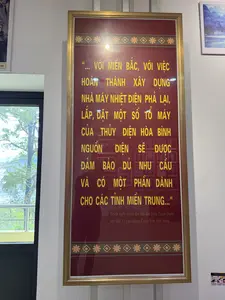 "... VỚI MIỀN BẮC, VỚI VIỆC
HOÀN THÀNH XÂY DỰNG
NHÀ MÁY NHIỆT ĐIỆN PHẢ LẠI,
LẮP, ĐẶT MỘT SỐ TỔ MÁY
CỦA THỦY ĐIỆN HÒA BÌNH
NGUỒN ĐIỆN SẼ ĐƯỢC
ĐẢM BẢO ĐỦ NHU CẦU
VÀ CÓ MỘT PHẦN DÀNH
CHO CÁC TỈNH MIỀN TRUNG..."